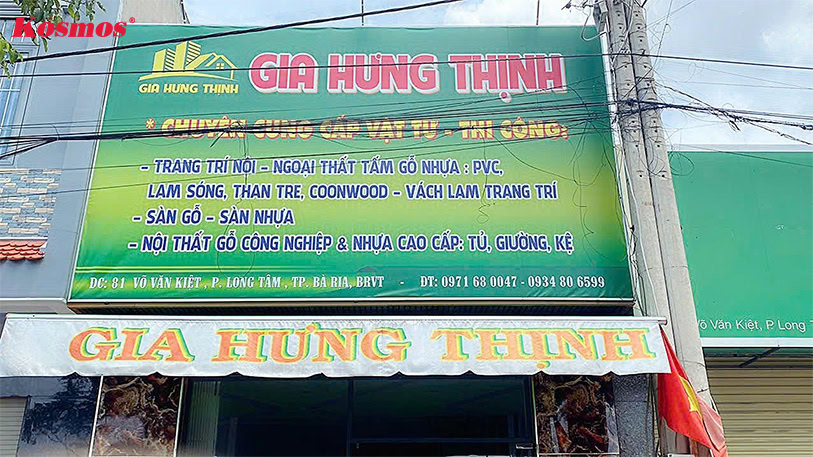 Kosmos®
GIA HƯNG THỊNH
GIA HƯNG THỊNH
* CHUYÊN CUNG CẤP VẬT TƯ - THI CÔNG:
- TRANG TRÍ NỘI - NGOẠI THẤT TẤM GỖ NHỰA : PVC,
LAM SÓNG, THAN TRE, COONWOOD - VÁCH LAM TRANG TRÍ
- SÀN GỖ - SÀN NHỰA
- NỘI THẤT GỖ CÔNG NGHIỆP & NHỰA CAO CẤP: TỦ, GIƯỜNG, KỆ
ĐC: 81 VÕ VĂN KIỆT , P. LONG TÂM , TP. BÀ RỊA, BRVT - ĐT: 0971 68 0047 - 0934 80 6599
GIA HƯNG THỊNH
Võ Văn Kiệt, P. Long